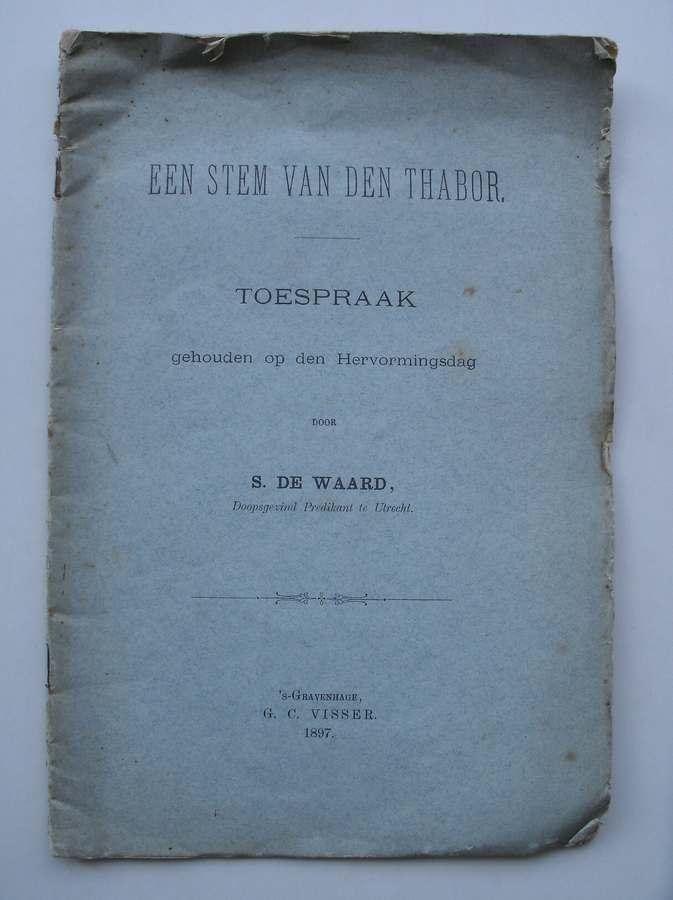 EEN STEM VAN DEN THABOR.
TOESPRAAK
gehouden op den Hervormingsdag
DOOR
S. DE WAARD,
Doopsgezind Predikant te Utrecht.
'S-GRAVENHAGE,
G. C. VISSER.
1897.